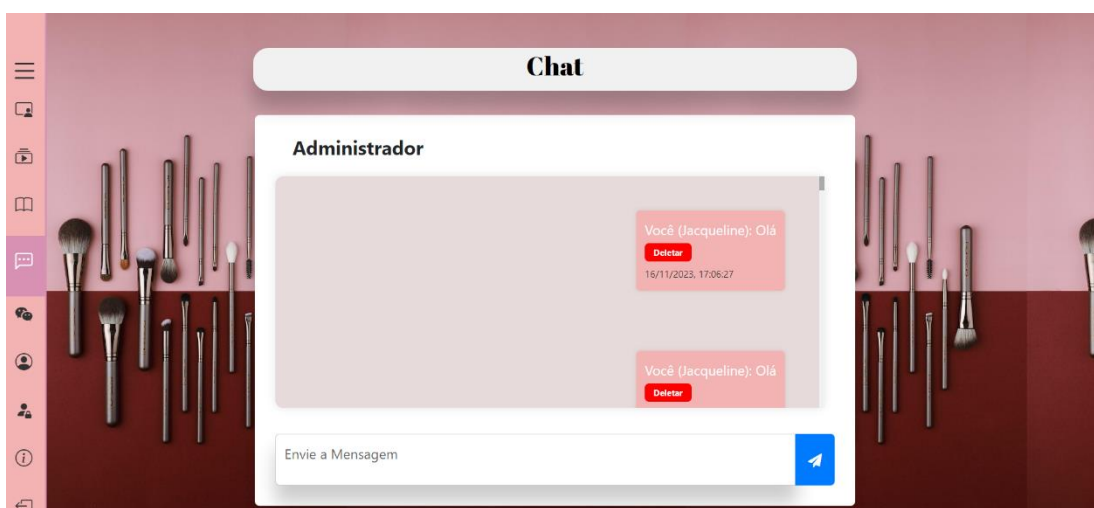 Chat
Administrador
Você (Jacqueline): Olá
Deletar
16/11/2023, 17:06:27
Você (Jacqueline): Olá
Deletar
Envie a Mensagem